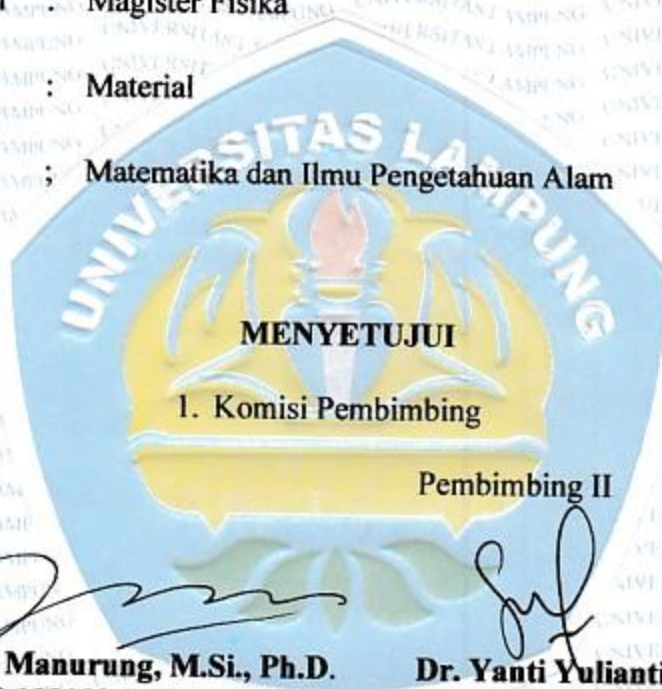 : Magister Fisika
: Material
; Matematika dan Ilmu Pengetahuan Alam
UNIVERSITAS LAMPUNG
MENYETUJUI
1. Komisi Pembimbing
Pembimbing II
Manurung, M.Si., Ph.D. Dr. Yanti Yulianti